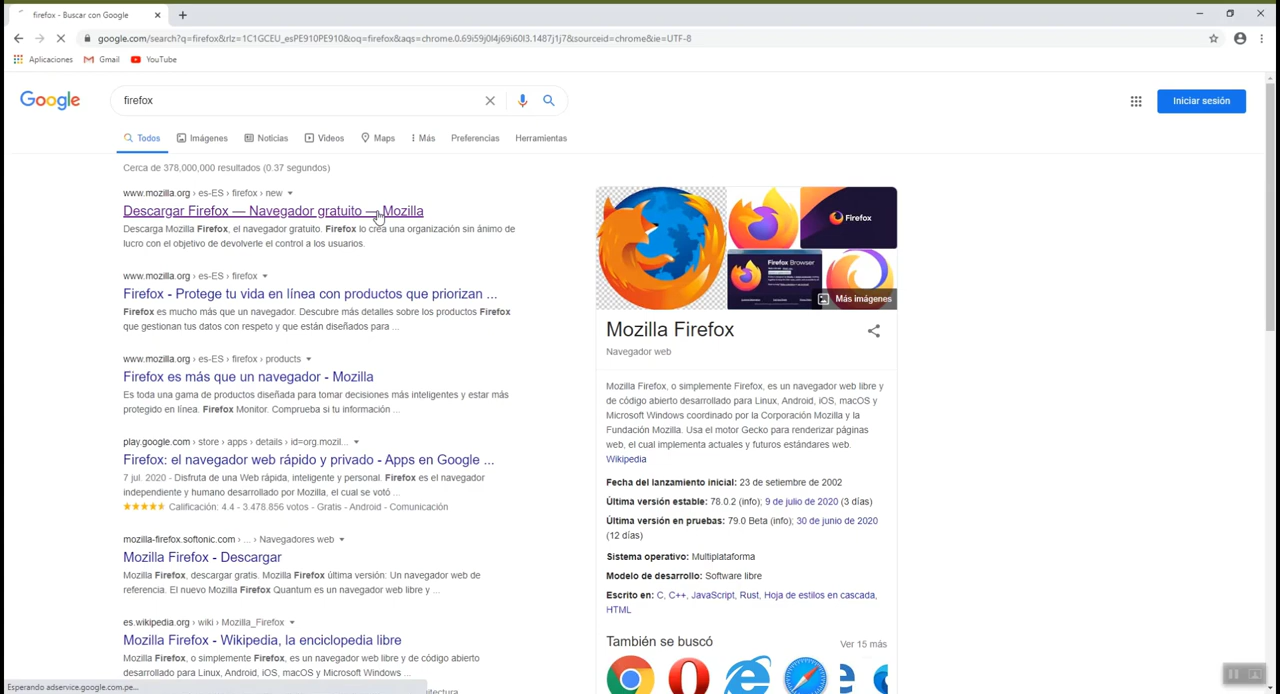 firefox - Buscar con Google
google.com/search?q=firefox&rlz=1C1GCEU_esPE910PE910&oq=firefox&aqs=chrome.0.69i59j0l4j69i60l3.1487j1j7&sourceid=chrome&ie=UTF-8
Aplicaciones Gmail YouTube
Google firefox Iniciar sesión
Todos Imágenes Noticias Videos Maps Más Preferencias Herramientas
Cerca de 378,000,000 resultados (0.37 segundos)
www.mozilla.org › es-ES › firefox › new
Descargar Firefox — Navegador gratuito — Mozilla
Descarga Mozilla Firefox, el navegador gratuito. Firefox lo crea una organización sin ánimo de
lucro con el objetivo de devolverle el control a los usuarios.
www.mozilla.org › es-ES › firefox
Firefox - Protege tu vida en línea con productos que priorizan ...
Firefox es mucho más que un navegador. Descubre más detalles sobre los productos Firefox
que gestionan tus datos con respeto y que están diseñados para ...
www.mozilla.org › es-ES › firefox › products
Firefox es más que un navegador - Mozilla
Es toda una gama de productos diseñada para tomar decisiones más inteligentes y estar más
protegido en línea. Firefox Monitor. Comprueba si tu información ...
play.google.com › store › apps › details › id=org.mozil...
Firefox: el navegador web rápido y privado - Apps en Google ...
7 jul. 2020 - Disfruta de una Web rápida, inteligente y personal. Firefox es el navegador
independiente y humano desarrollado por Mozilla, el cual se votó ...
Calificación: 4.4 - 3.478.856 votos - Gratis - Android - Comunicación
mozilla-firefox.softonic.com › ... › Navegadores web
Mozilla Firefox - Descargar
Mozilla Firefox, descargar gratis. Mozilla Firefox última versión: Un navegador web de
referencia. El nuevo Mozilla Firefox Quantum es un navegador web libre y ...
es.wikipedia.org › wiki › Mozilla_Firefox
Mozilla Firefox - Wikipedia, la enciclopedia libre
Mozilla Firefox, o simplemente Firefox, es un navegador web libre y de código abierto
desarrollado para Linux, Android, iOS, macOS y Microsoft Windows ...
Esperando adservice.google.com.pe...
Firefox
Firefox Browser
Más imágenes
Mozilla Firefox
Navegador web
Mozilla Firefox, o simplemente Firefox, es un navegador web libre y
de código abierto desarrollado para Linux, Android, iOS, macOS y
Microsoft Windows coordinado por la Corporación Mozilla y la
Fundación Mozilla. Usa el motor Gecko para renderizar páginas
web, el cual implementa actuales y futuros estándares web.
Wikipedia
Fecha del lanzamiento inicial: 23 de setiembre de 2002
Última versión estable: 78.0.2 (info); 9 de julio de 2020 (3 días)
Última versión en pruebas: 79.0 Beta (info); 30 de junio de 2020
(12 días)
Sistema operativo: Multiplataforma
Modelo de desarrollo: Software libre
Escrito en: C, C++, JavaScript, Rust, Hoja de estilos en cascada,
HTML
También se buscó Ver 15 más